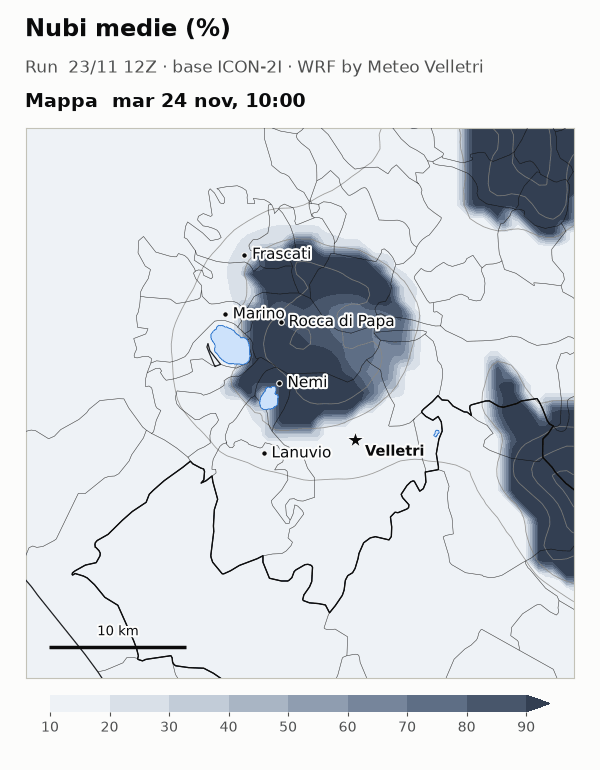 Nubi medie (%)
Run  23/11 12Z · base ICON-2I · WRF by Meteo Velletri
Mappa  mar 24 nov, 10:00
Frascati
Marino
Rocca di Papa
Nemi
Velletri
Lanuvio
10 km
10 20 30 40 50 60 70 80 90